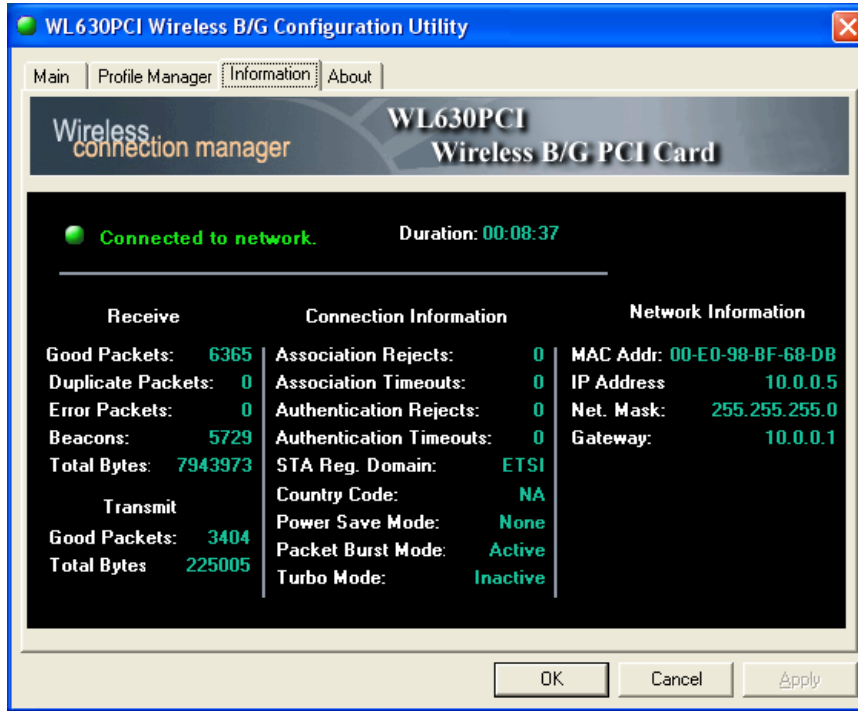 WL630PCI Wireless B/G Configuration Utility
Main Profile Manager Information About
Wireless
connection manager
WL630PCI
Wireless B/G PCI Card
Connected to network.
Duration: 00:08:37
Receive
Good Packets: 6365
Duplicate Packets: 0
Error Packets: 0
Beacons: 5729
Total Bytes: 7943973
Transmit
Good Packets: 3404
Total Bytes 225005
Connection Information
Association Rejects: 0
Association Timeouts: 0
Authentication Rejects: 0
Authentication Timeouts: 0
STA Reg. Domain: ETSI
Country Code: NA
Power Save Mode: None
Packet Burst Mode: Active
Turbo Mode: Inactive
Network Information
MAC Addr: 00-E0-98-BF-68-DB
IP Address 10.0.0.5
Net. Mask: 255.255.255.0
Gateway: 10.0.0.1
OK Cancel Apply